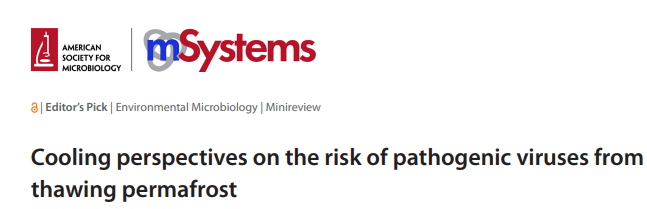 AMERICAN
SOCIETY FOR
MICROBIOLOGY
mSystems
| Editor's Pick | Environmental Microbiology | Minireview
Cooling perspectives on the risk of pathogenic viruses from
thawing permafrost